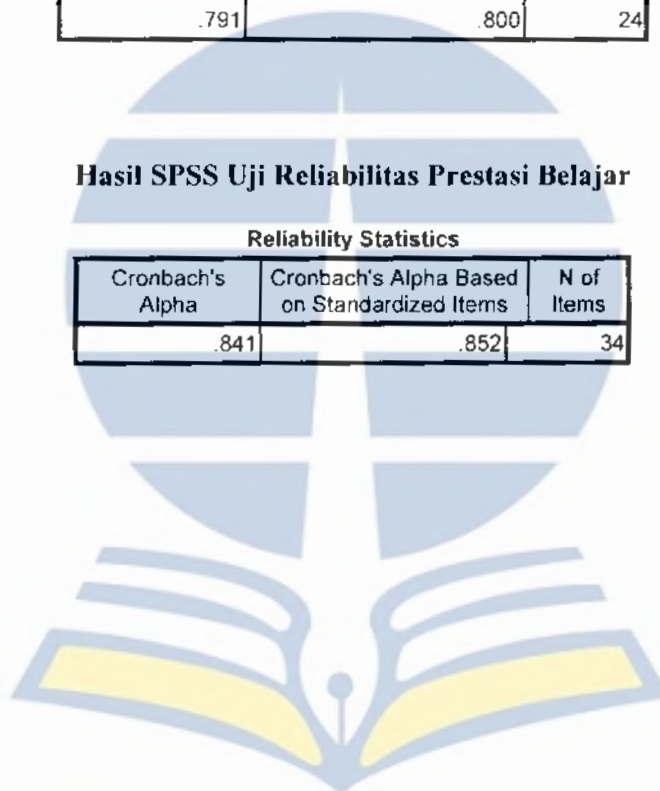 .791 .800 24
Hasil SPSS Uji Reliabilitas Prestasi Belajar
Reliability Statistics
Cronbach's Cronbach's Alpha Based N of
Alpha on Standardized Items Items
.841 .852 34